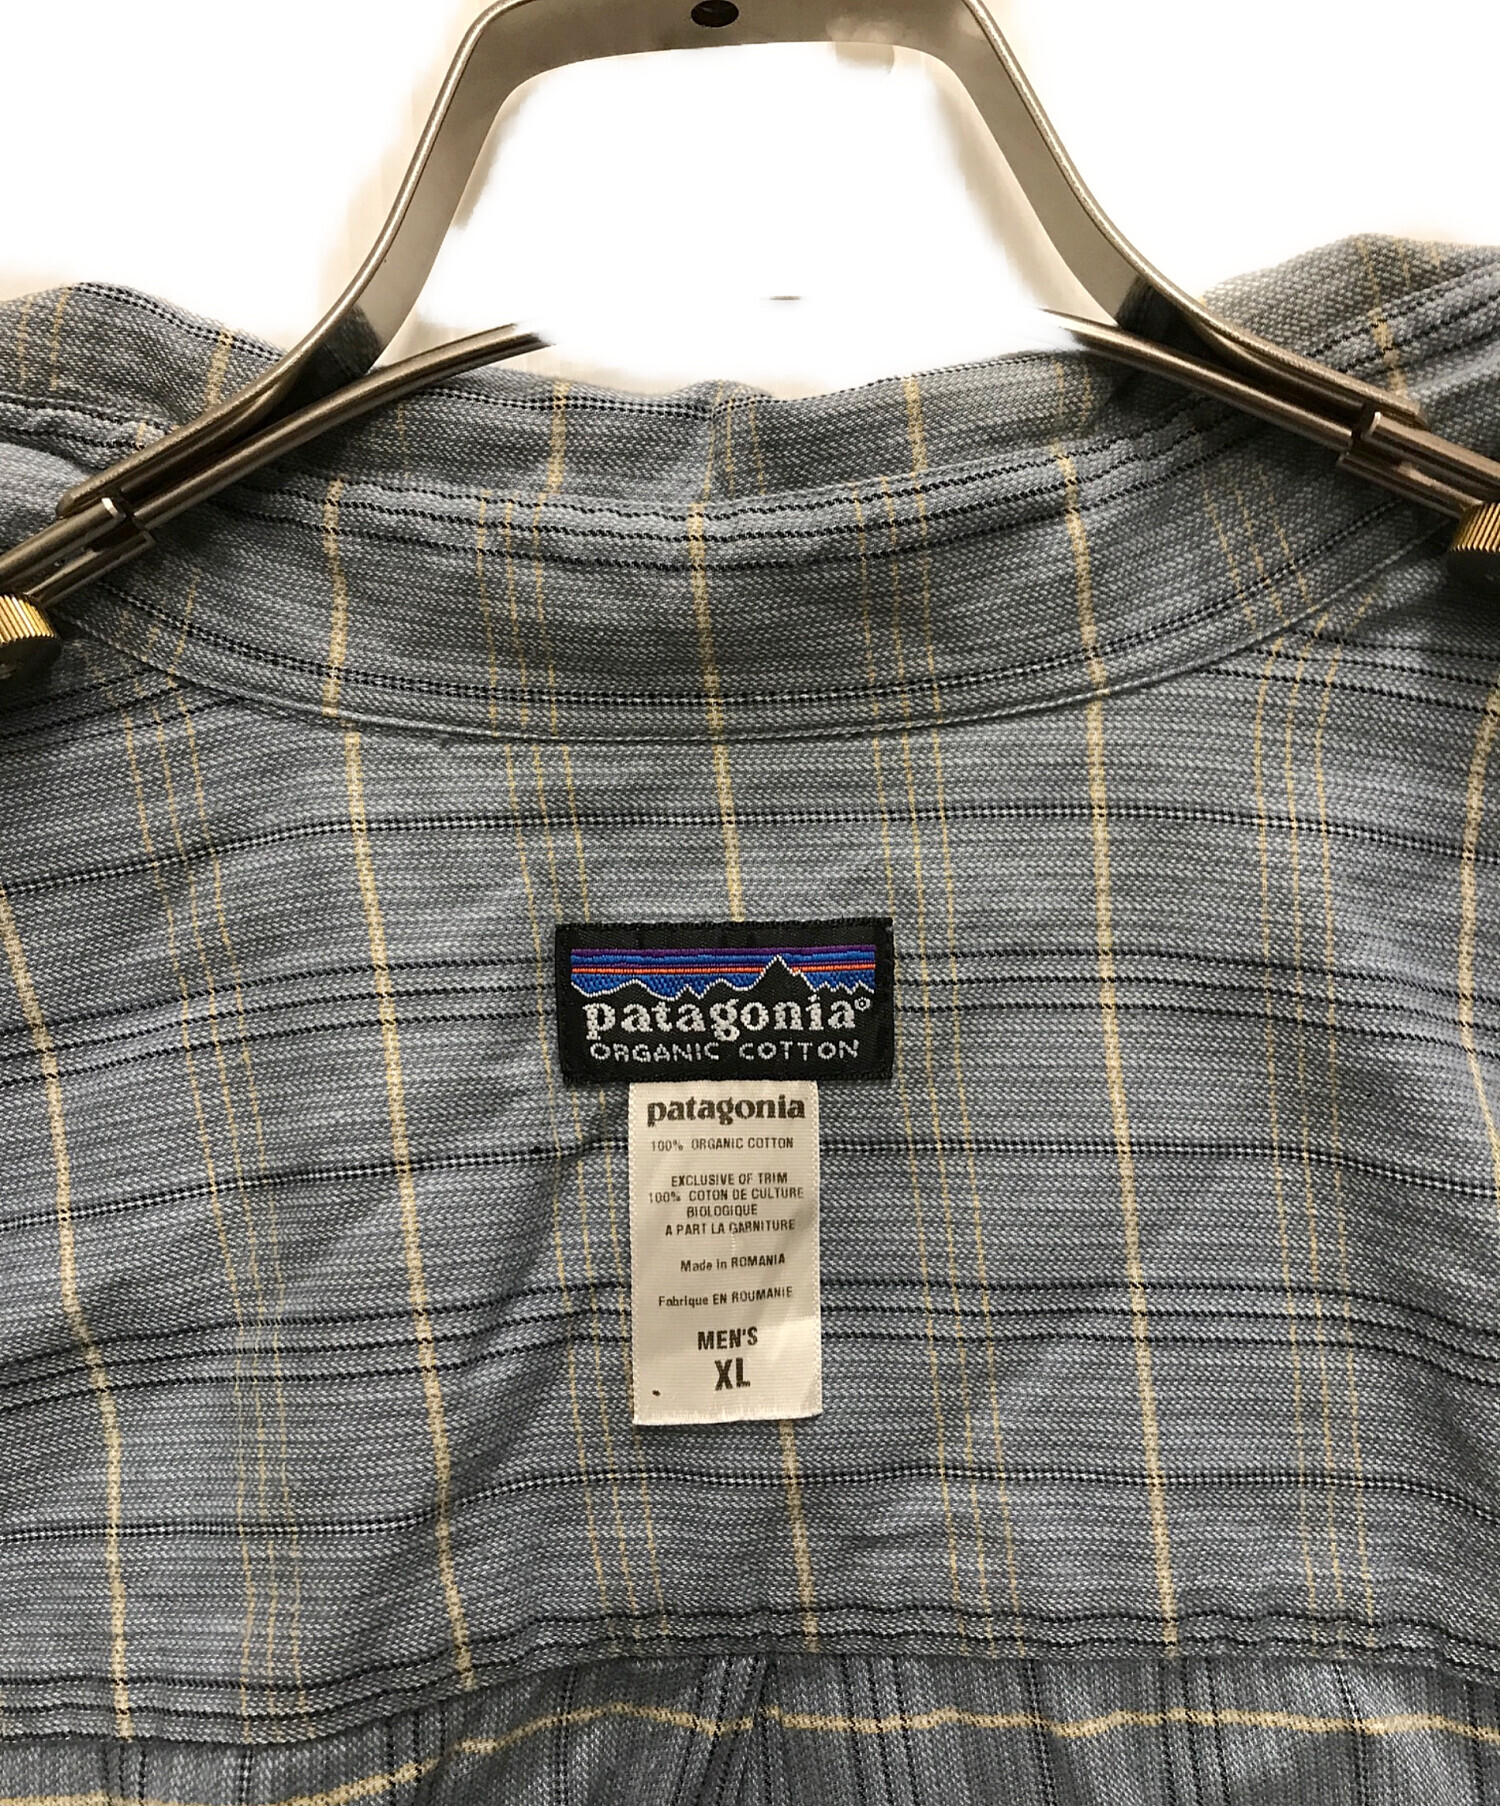 patagonia®
ORGANIC COTTON
patagonia
100% ORGANIC COTTON
EXCLUSIVE OF TRIM
100% COTON DE CULTURE
BIOLOGIQUE
A PART LA GARNITURE
Made in ROMANIA
Fabrique EN ROUMANIE
MEN'S
XL